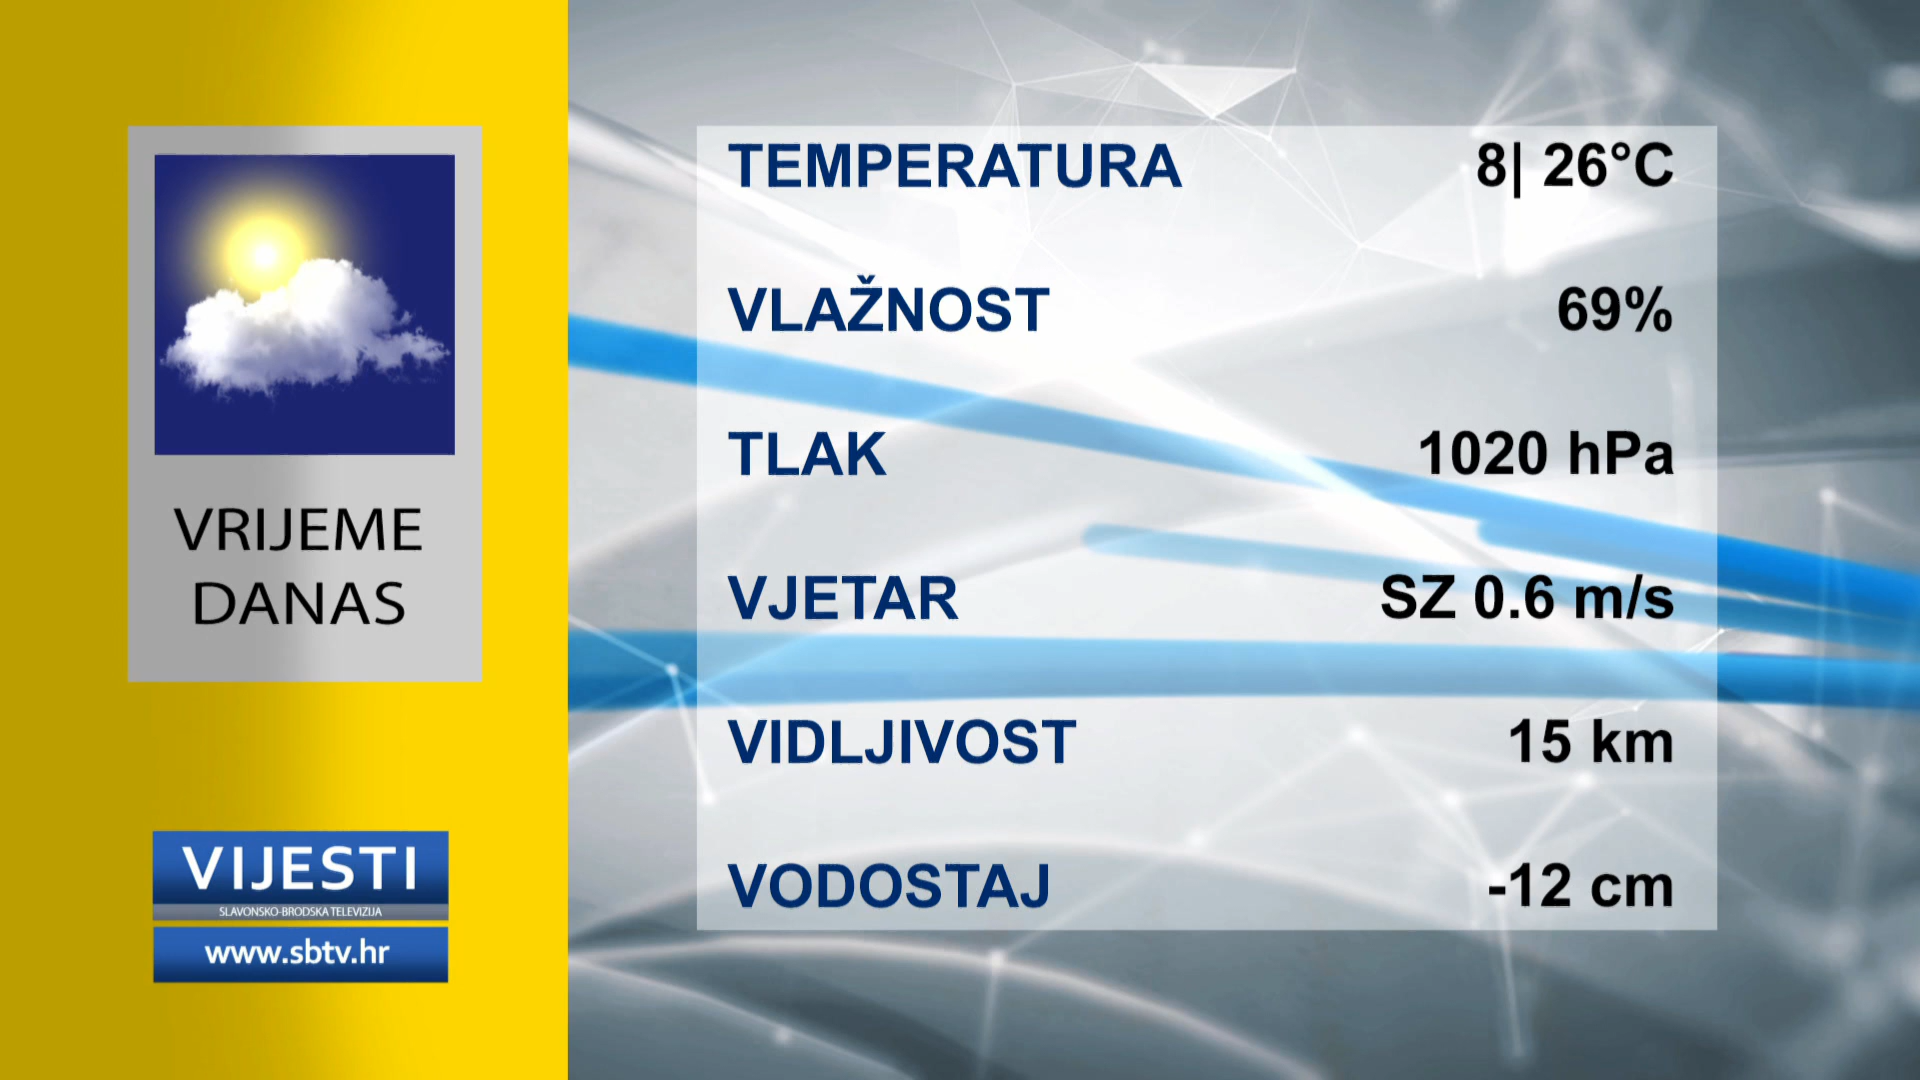 VRIJEME
DANAS
VIJESTI
SLAVONSKO-BRODSKA TELEVIZIJA
www.sbtv.hr
TEMPERATURA 8| 26°C
VLAŽNOST 69%
TLAK 1020 hPa
VJETAR SZ 0.6 m/s
VIDLJIVOST 15 km
VODOSTAJ -12 cm